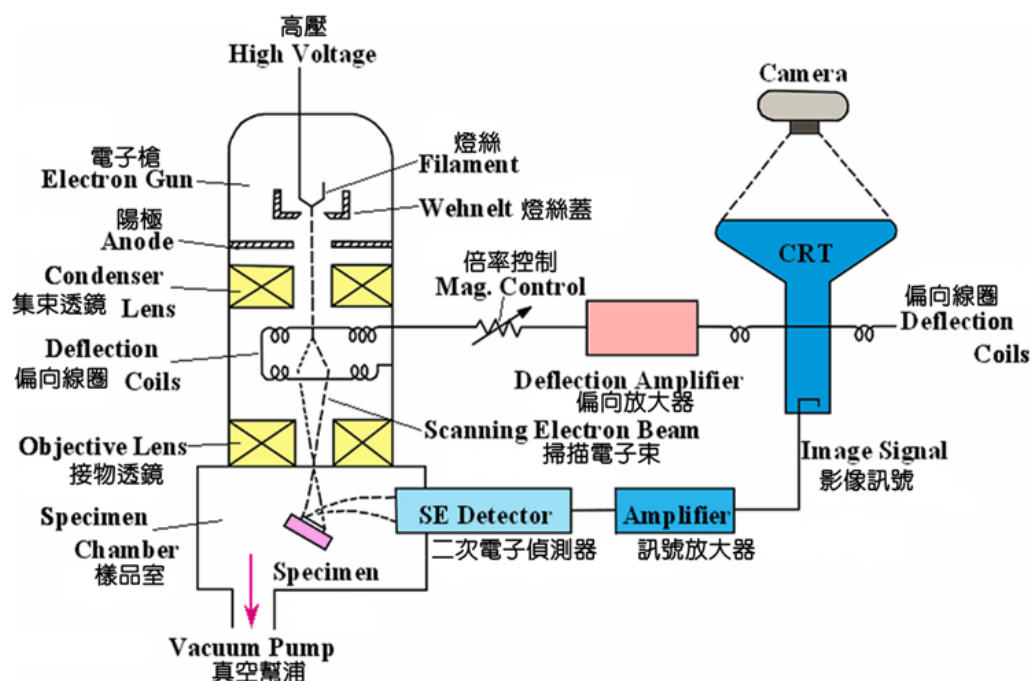 高壓
High Voltage
Camera
電子槍
Electron Gun
燈絲
Filament
Wehnelt 燈絲蓋
陽極
Anode
CRT
Condenser
集束透鏡 Lens
倍率控制
Mag. Control
偏向線圈
Deflection
Coils
Deflection
偏向線圈 Coils
Deflection Amplifier
偏向放大器
Objective Lens
接物透鏡
Scanning Electron Beam
掃描電子束
Image Signal
影像訊號
Specimen
Chamber
樣品室
SE Detector
二次電子偵測器
Amplifier
訊號放大器
Specimen
Vacuum Pump
真空幫浦